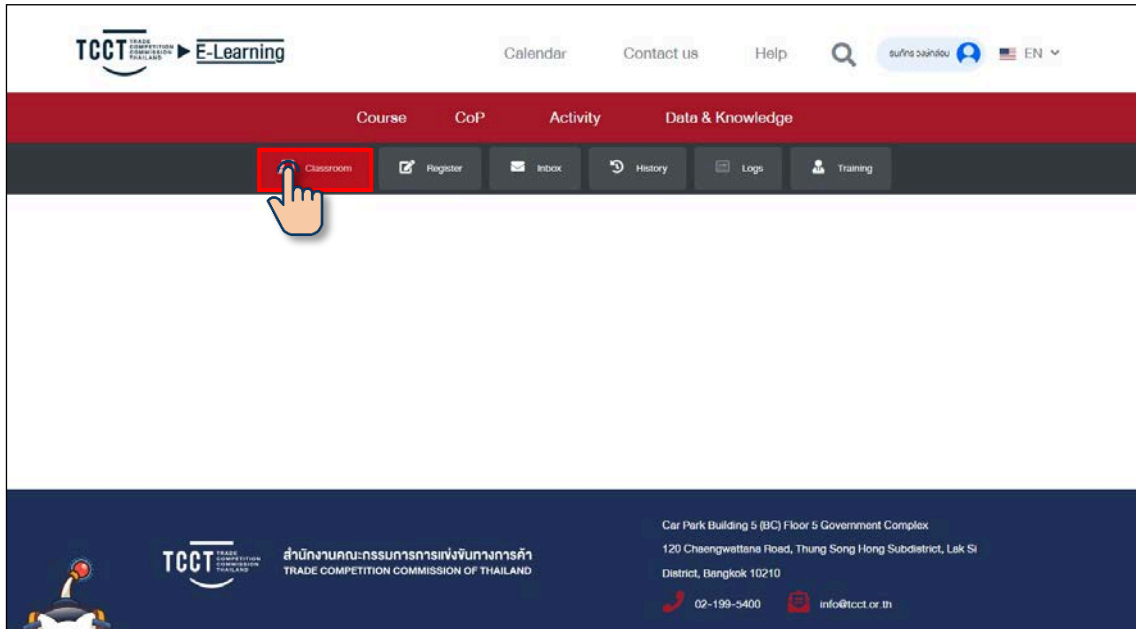 TCCT TRADE COMPETITION COMMISSION THAILAND E-Learning
Calendar Contact us Help EN
Course CoP Activity Data & Knowledge
Classroom Register Inbox History Logs Training
TCCT TRADE COMPETITION COMMISSION THAILAND
สำนักงานคณะกรรมการการแข่งขันทางการค้า
TRADE COMPETITION COMMISSION OF THAILAND
Car Park Building 5 (BC) Floor 5 Government Complex
120 Chaengwattana Road, Thung Song Hong Subdistrict, Lak Si
District, Bangkok 10210
02-199-5400 info@tcct.or.th